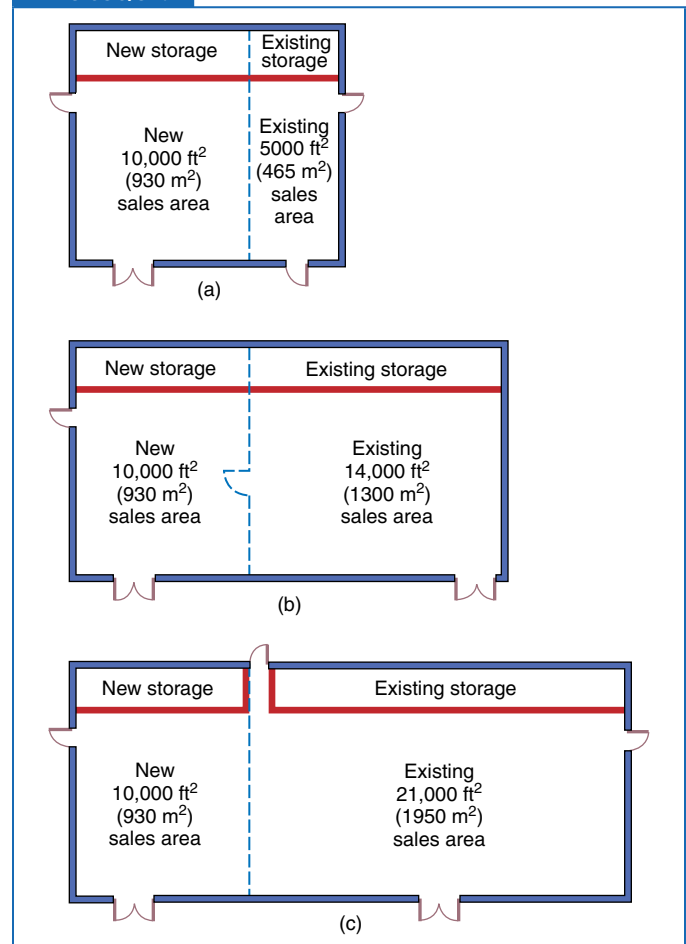 New storage
Existing
storage
New
10,000 ft²
(930 m²)
sales area
Existing
5000 ft²
(465 m²)
sales
area
(a)
New storage
Existing storage
New
10,000 ft²
(930 m²)
sales area
Existing
14,000 ft²
(1300 m²)
sales area
(b)
New storage
Existing storage
New
10,000 ft²
(930 m²)
sales area
Existing
21,000 ft²
(1950 m²)
sales area
(c)